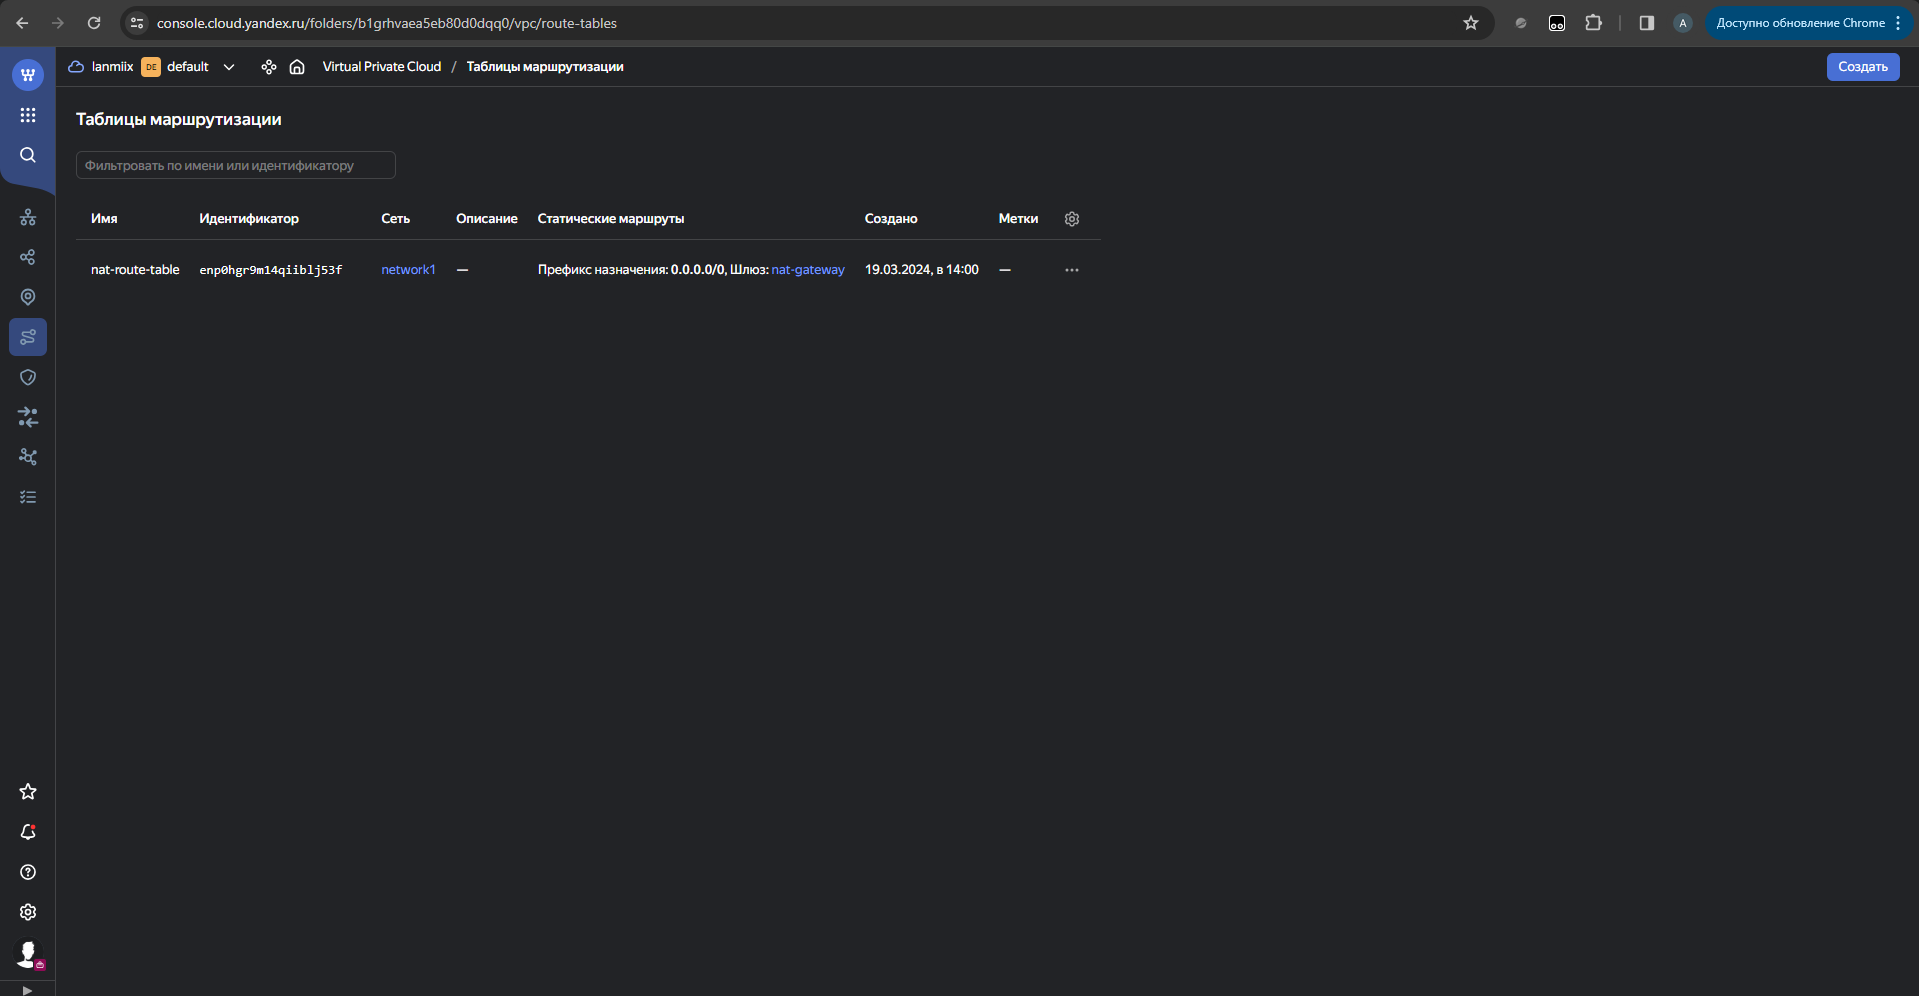 console.cloud.yandex.ru/folders/b1grhvaea5eb80d0dqq0/vpc/route-tables
A
Доступно обновление Chrome
lanmiix DE default Virtual Private Cloud / Таблицы маршрутизации
Создать
Таблицы маршрутизации
Фильтровать по имени или идентификатору
Имя Идентификатор Сеть Описание Статические маршруты Создано Метки
nat-route-table enp0hgr9m14qiiblj53f network1 — Префикс назначения: 0.0.0.0/0, Шлюз: nat-gateway 19.03.2024, в 14:00 —